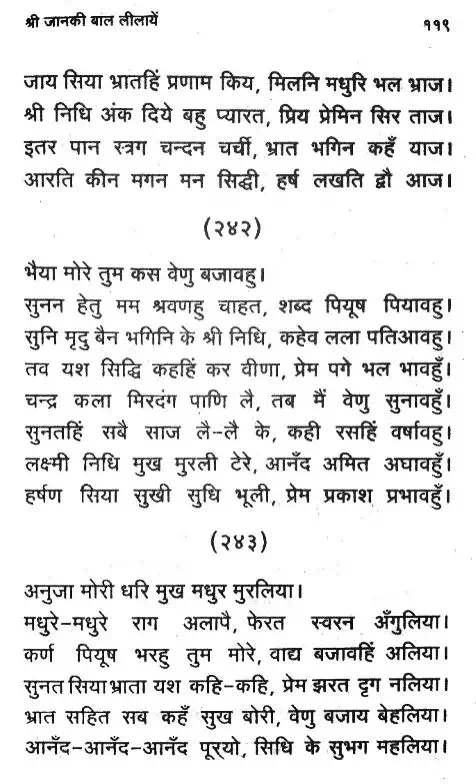 श्री जानकी बाल लीलायें ११९
जाय सिया भ्रातहिं प्रणाम किय, मिलनि मधुरि भल भ्राज।
श्री निधि अंक दिये बहु प्यारत, प्रिय प्रेमिन सिर ताज।
इतर पान स्त्रग चन्दन चर्ची, भ्रात भगिन कहँ याज।
आरति कीन मगन मन सिद्धी, हर्ष लखति द्वौ आज।
(२४२)
भैया मोरे तुम कस वेणु बजावहु।
सुनन हेतु मम श्रवणहु चाहत, शब्द पियूष पियावहु।
सुनि मृदु बैन भगिनि के श्री निधि, कहेव लला पतिआवहु।
तव यश सिद्धि कहहिं कर वीणा, प्रेम पगे भल भावहुँ।
चन्द्र कला मिरदंग पाणि लै, तब मैं वेणु सुनावहुँ।
सुनतहिं सबै साज लै-लै के, कही रसहिं वर्षावहु।
लक्ष्मी निधि मुख मुरली टेरे, आनँद अमित अघावहुँ।
हर्षण सिया सुखी सुधि भूली, प्रेम प्रकाश प्रभावहुँ।
(२४३)
अनुजा मोरी धरि मुख मधुर मुरलिया।
मधुरे-मधुरे राग अलापै, फेरत स्वरन अँगुलिया।
कर्ण पियूष भरहु तुम मोरे, वाद्य बजावहिं अलिया।
सुनत सिया भ्राता यश कहि-कहि, प्रेम झरत दृग नलिया।
भ्रात सहित सब कहँ सुख बोरी, वेणु बजाय बेहलिया।
आनँद-आनँद-आनँद पूर्‌यो, सिधि के सुभग महलिया।